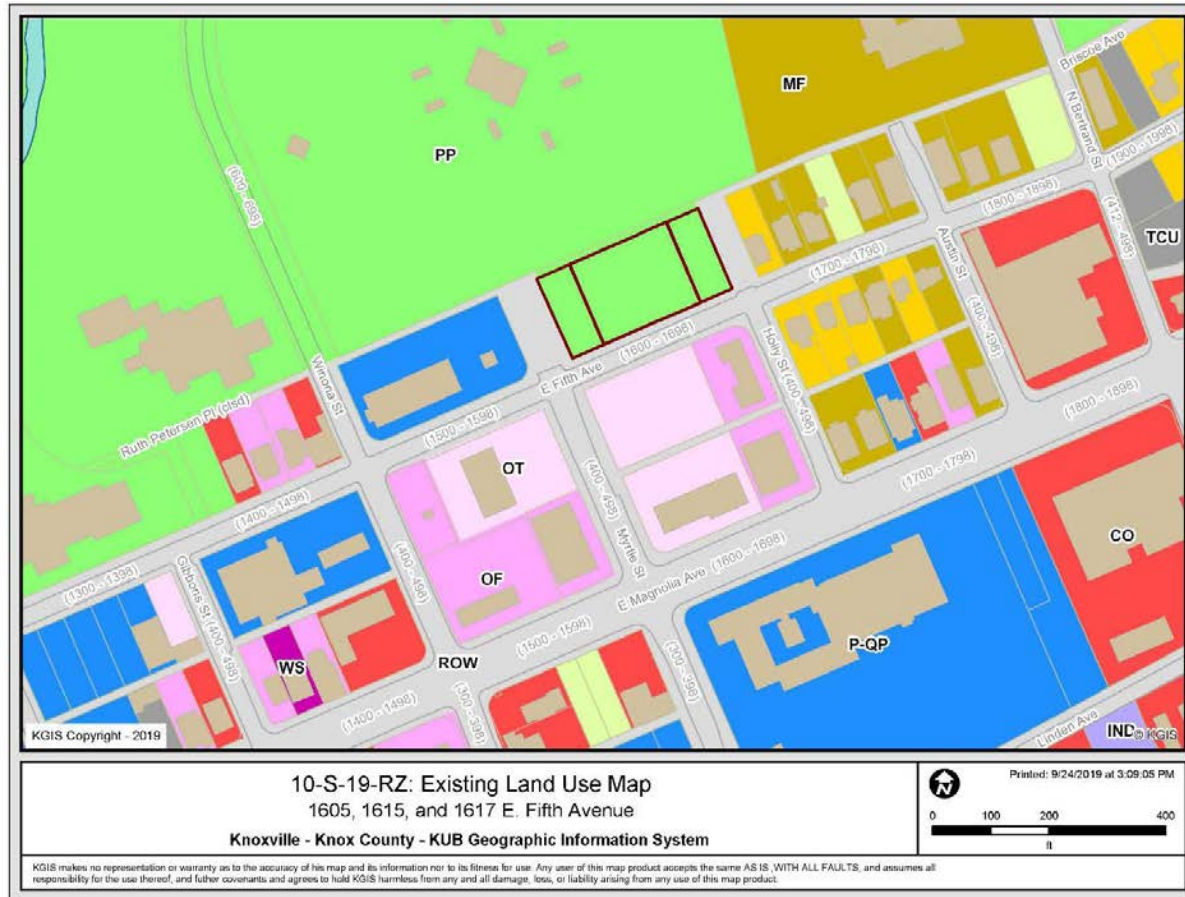 Briscoe Ave
MF
N Bertrand St
(1900 - 1998)
PP
(600 - 698)
(1800 - 1898)
(412 - 498)
TCU
Austin St
(1700 - 1798)
(400 - 498)
Holly St
(400 - 498)
(1600 - 1698)
E Fifth Ave
Winona St
Ruth Petersen Pl (clsd)
(1500 - 1598)
(1800 - 1898)
(1700 - 1798)
OT
(400 - 498)
Myrtle St
(1400 - 1498)
CO
(1300 - 1398)
Gibbons St
(400 - 498)
(400 - 498)
OF
E Magnolia Ave
(1600 - 1698)
P-QP
WS
ROW
(1500 - 1598)
(300 - 398)
(300 - 398)
(1400 - 1498)
Linden Ave
IND
KGIS Copyright - 2019
© KGIS
10-S-19-RZ: Existing Land Use Map
1605, 1615, and 1617 E. Fifth Avenue
Knoxville - Knox County - KUB Geographic Information System
N
Printed: 9/24/2019 at 3:09:05 PM
0 100 200 400
ft
KGIS makes no representation or warranty as to the accuracy of his map and its information nor to its fitness for use. Any user of this map product accepts the same AS IS ,WITH ALL FAULTS, and assumes all
responsibility for the use thereof, and futher covenants and agrees to hold KGIS harmless from any and all damage, loss, or liability arising from any use of this map product.